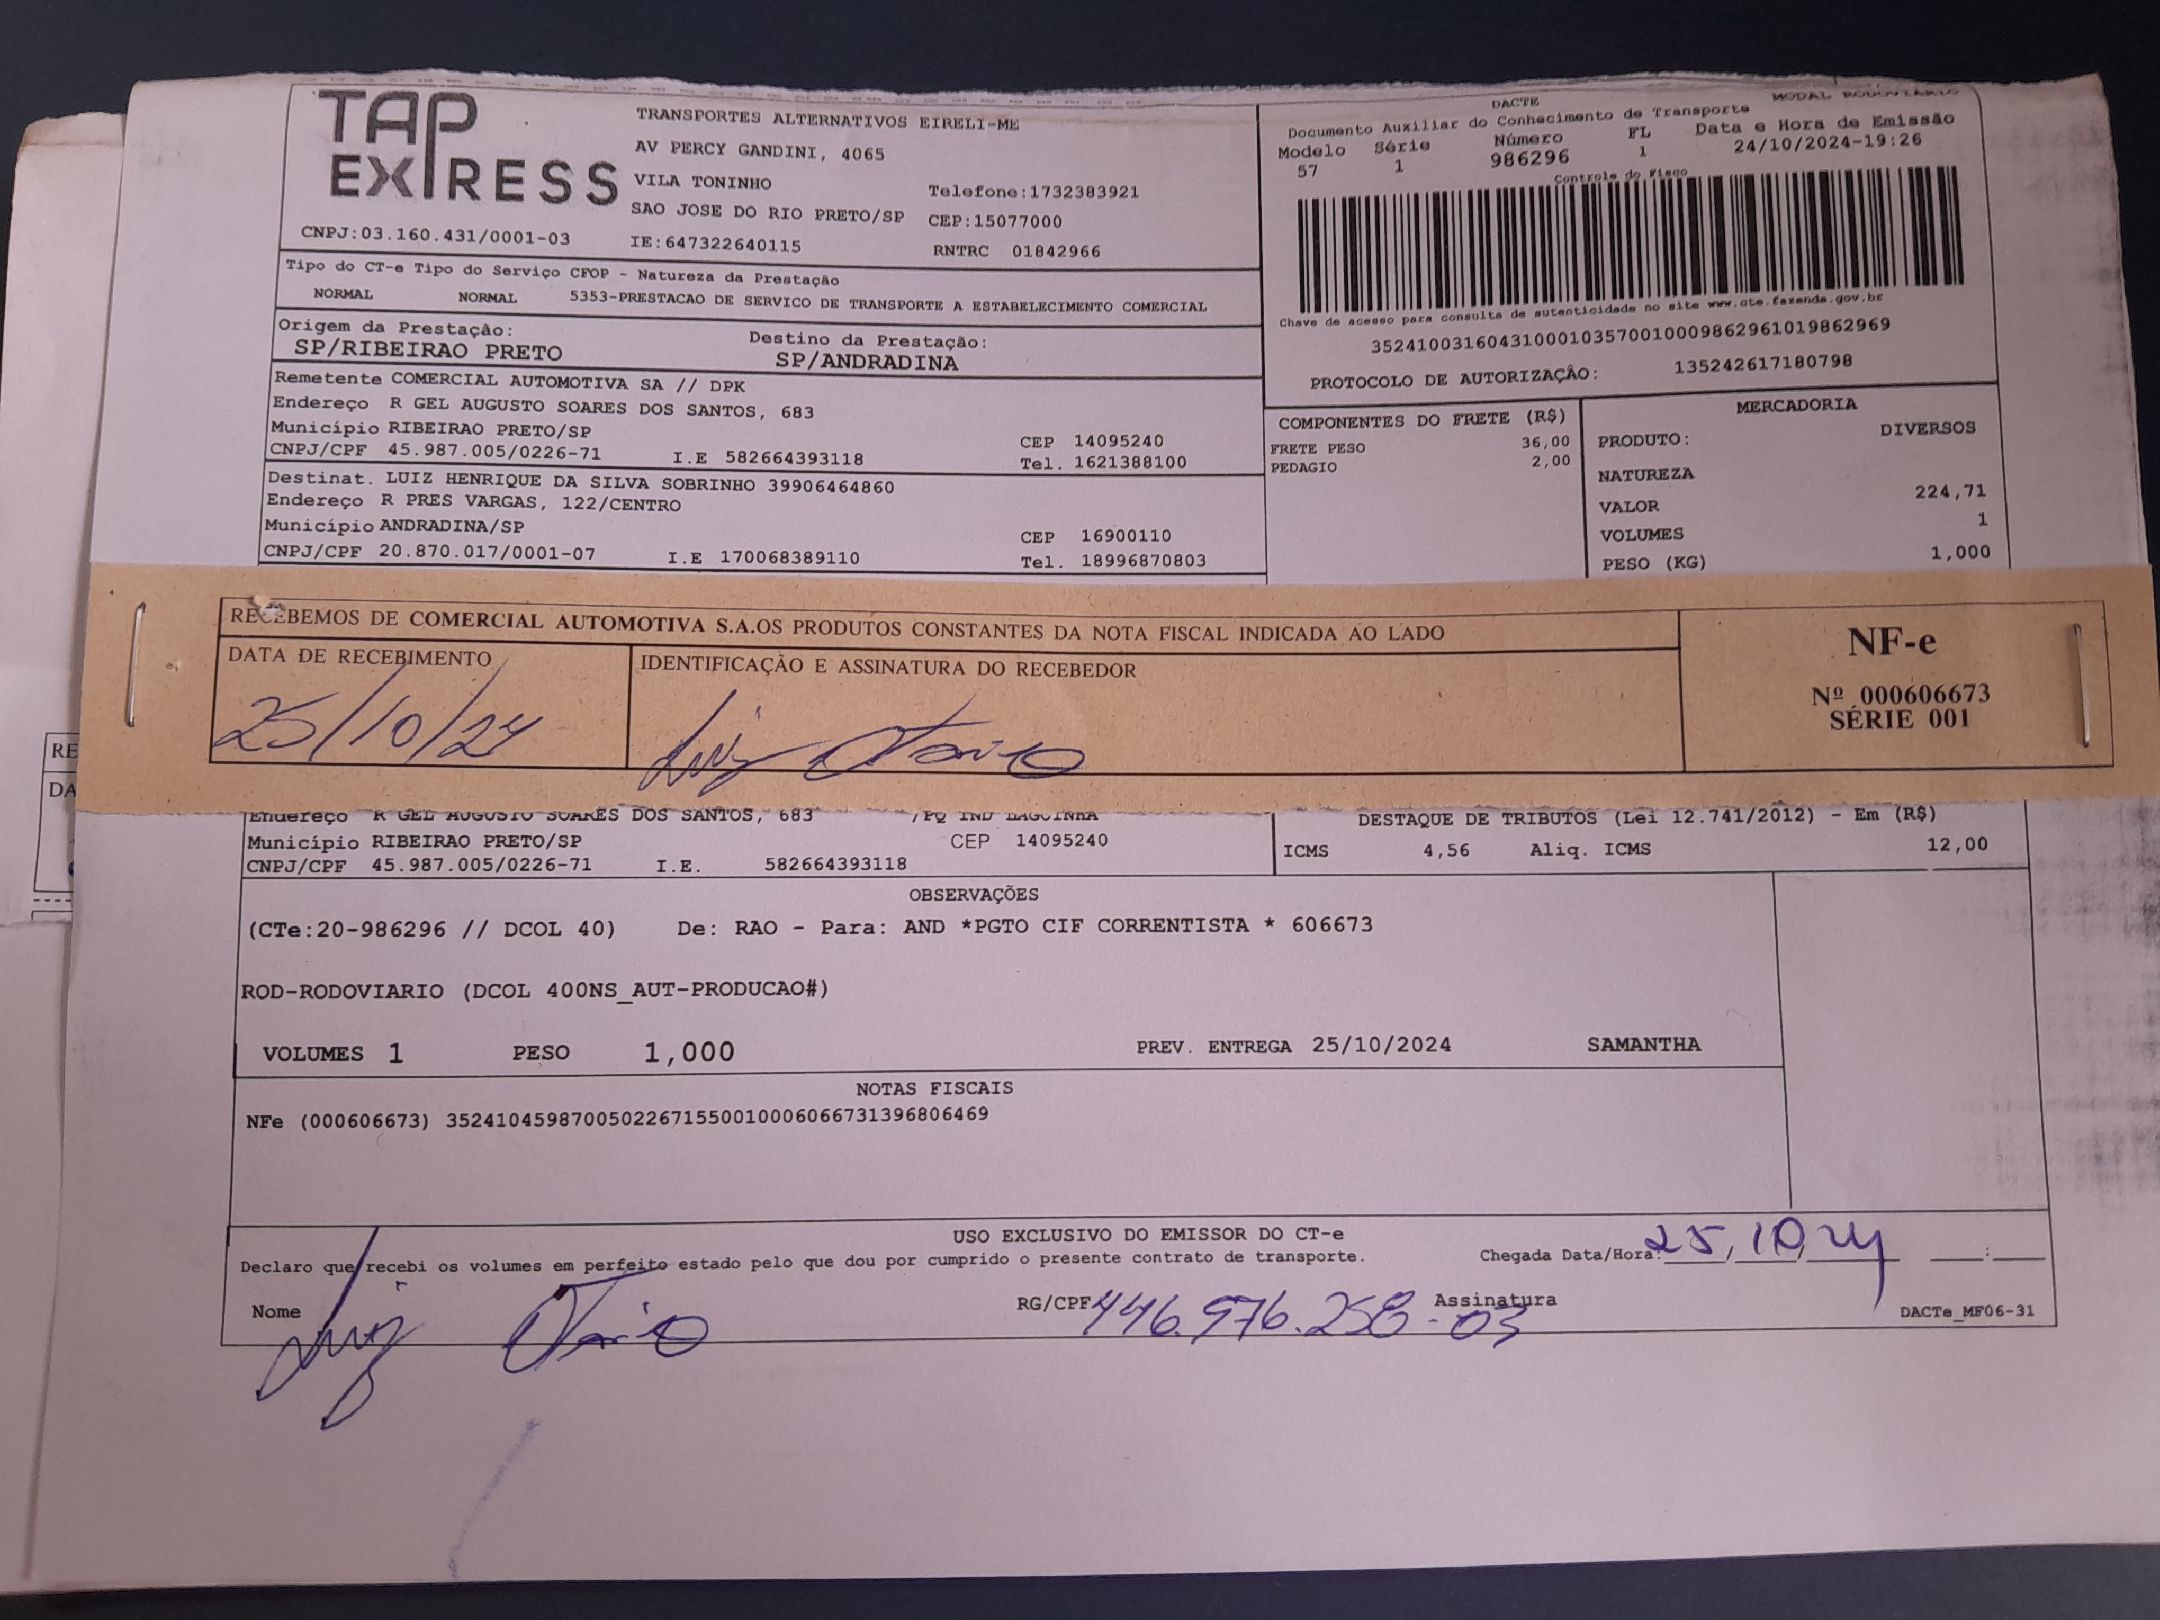 TAP EXPRESS
TRANSPORTES ALTERNATIVOS EIRELI-ME
AV PERCY GANDINI, 4065
VILA TONINHO
Telefone:1732383921
SAO JOSE DO RIO PRETO/SP CEP:15077000
CNPJ:03.160.431/0001-03 IE:647322640115 RNTRC 01842966
DACTE MODAL RODOVIARIO
Documento Auxiliar do Conhecimento de Transporte
Modelo Série Número FL Data e Hora de Emissão
57 1 986296 1 24/10/2024-19:26
Controle do Fisco
Chave de acesso para consulta de autenticidade no site www.cte.fazenda.gov.br
35241003160431000103570010009862961019862969
PROTOCOLO DE AUTORIZAÇÃO: 135242617180798
Tipo do CT-e Tipo do Serviço CFOP - Natureza da Prestação
NORMAL NORMAL 5353-PRESTACAO DE SERVICO DE TRANSPORTE A ESTABELECIMENTO COMERCIAL
Origem da Prestação: Destino da Prestação:
SP/RIBEIRAO PRETO SP/ANDRADINA
Remetente COMERCIAL AUTOMOTIVA SA // DPK
Endereço R GEL AUGUSTO SOARES DOS SANTOS, 683
Município RIBEIRAO PRETO/SP CEP 14095240
CNPJ/CPF 45.987.005/0226-71 I.E 582664393118 Tel. 1621388100
Destinat. LUIZ HENRIQUE DA SILVA SOBRINHO 39906464860
Endereço R PRES VARGAS, 122/CENTRO
Município ANDRADINA/SP CEP 16900110
CNPJ/CPF 20.870.017/0001-07 I.E 170068389110 Tel. 18996870803
COMPONENTES DO FRETE (R$)
FRETE PESO 36,00
PEDAGIO 2,00
MERCADORIA
PRODUTO: DIVERSOS
NATUREZA
VALOR 224,71
VOLUMES 1
PESO (KG) 1,000
RECEBEMOS DE COMERCIAL AUTOMOTIVA S.A.OS PRODUTOS CONSTANTES DA NOTA FISCAL INDICADA AO LADO
DATA DE RECEBIMENTO IDENTIFICAÇÃO E ASSINATURA DO RECEBEDOR
25/10/24
NF-e
Nº 000606673
SÉRIE 001
RE
DA
Endereço R GEL AUGUSTO SOARES DOS SANTOS, 683 /PQ IND LAGOINHA
Município RIBEIRAO PRETO/SP CEP 14095240
CNPJ/CPF 45.987.005/0226-71 I.E. 582664393118
DESTAQUE DE TRIBUTOS (Lei 12.741/2012) - Em (R$)
ICMS 4,56 Aliq. ICMS 12,00
OBSERVAÇÕES
(CTe:20-986296 // DCOL 40) De: RAO - Para: AND *PGTO CIF CORRENTISTA * 606673
ROD-RODOVIARIO (DCOL 400NS_AUT-PRODUCAO#)
VOLUMES 1 PESO 1,000 PREV. ENTREGA 25/10/2024 SAMANTHA
NOTAS FISCAIS
NFe (000606673) 35241045987005022671550010006066731396806469
USO EXCLUSIVO DO EMISSOR DO CT-e
Declaro que recebi os volumes em perfeito estado pelo que dou por cumprido o presente contrato de transporte. Chegada Data/Hora: 25/10/24
Nome Luiz RG/CPF 446.976.258-03 Assinatura
DACTe_MF06-31